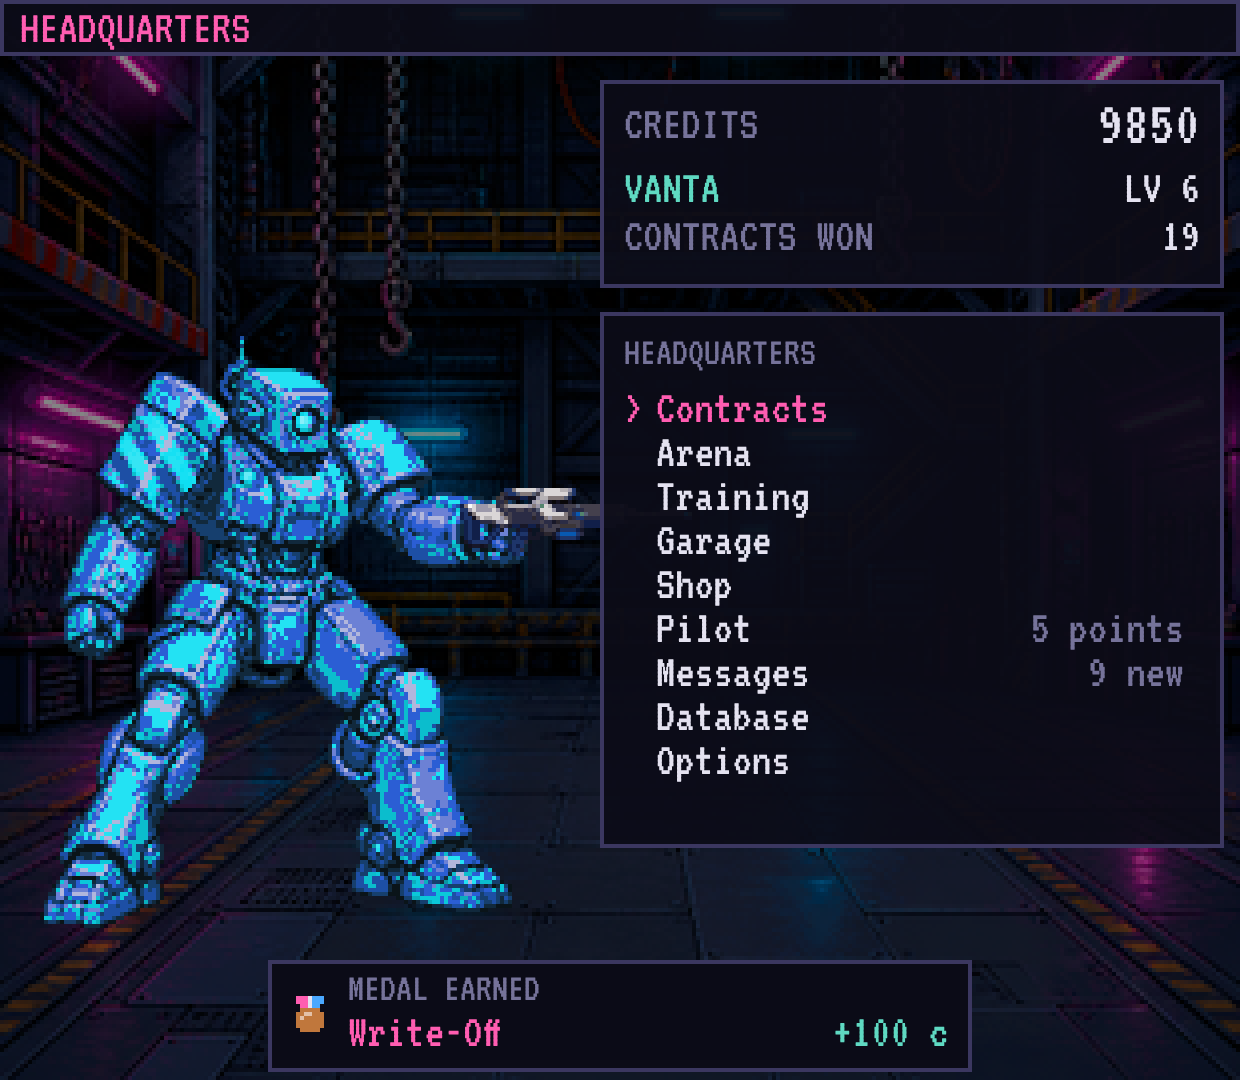 HEADQUARTERS
CREDITS 9850
VANTA LV 6
CONTRACTS WON 19
HEADQUARTERS
> Contracts
Arena
Training
Garage
Shop
Pilot 5 points
Messages 9 new
Database
Options
MEDAL EARNED
Write-Off +100 c